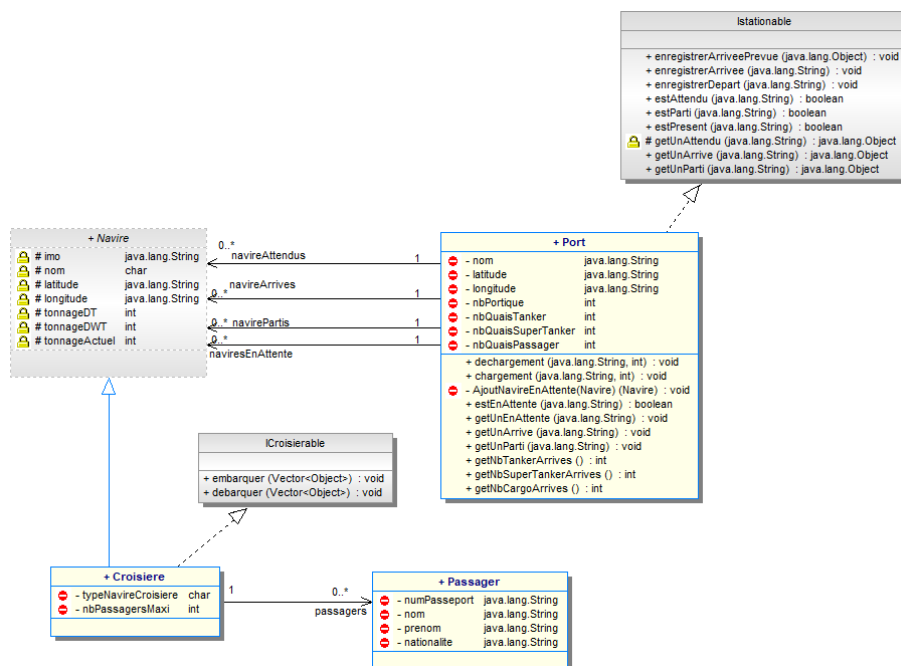 Istationable
+ enregistrerArriveePrevue (java.lang.Object) : void
+ enregistrerArrivee (java.lang.String) : void
+ enregistrerDepart (java.lang.String) : void
+ estAttendu (java.lang.String) : boolean
+ estParti (java.lang.String) : boolean
+ estPresent (java.lang.String) : boolean
# getUnAttendu (java.lang.String) : java.lang.Object
+ getUnArrive (java.lang.String) : java.lang.Object
+ getUnParti (java.lang.String) : java.lang.Object
+ Navire
# imo java.lang.String
# nom char
# latitude java.lang.String
# longitude java.lang.String
# tonnageDT int
# tonnageDWT int
# tonnageActuel int
0..* navireAttendus 1
0..* navireArrives 1
0..* navirePartis 1
0..* naviresEnAttente 1
+ Port
- nom java.lang.String
- latitude java.lang.String
- longitude java.lang.String
- nbPortique int
- nbQuaisTanker int
- nbQuaisSuperTanker int
- nbQuaisPassager int
+ dechargement (java.lang.String, int) : void
+ chargement (java.lang.String, int) : void
- AjoutNavireEnAttente(Navire) (Navire) : void
+ estEnAttente (java.lang.String) : boolean
+ getUnEnAttente (java.lang.String) : void
+ getUnArrive (java.lang.String) : void
+ getUnParti (java.lang.String) : void
+ getNbTankerArrives () : int
+ getNbSuperTankerArrives () : int
+ getNbCargoArrives () : int
ICroisierable
+ embarquer (Vector<Object>) : void
+ debarquer (Vector<Object>) : void
+ Croisiere
- typeNavireCroisiere char
- nbPassagersMaxi int
1 0..*
passagers
+ Passager
- numPasseport java.lang.String
- nom java.lang.String
- prenom java.lang.String
- nationalite java.lang.String